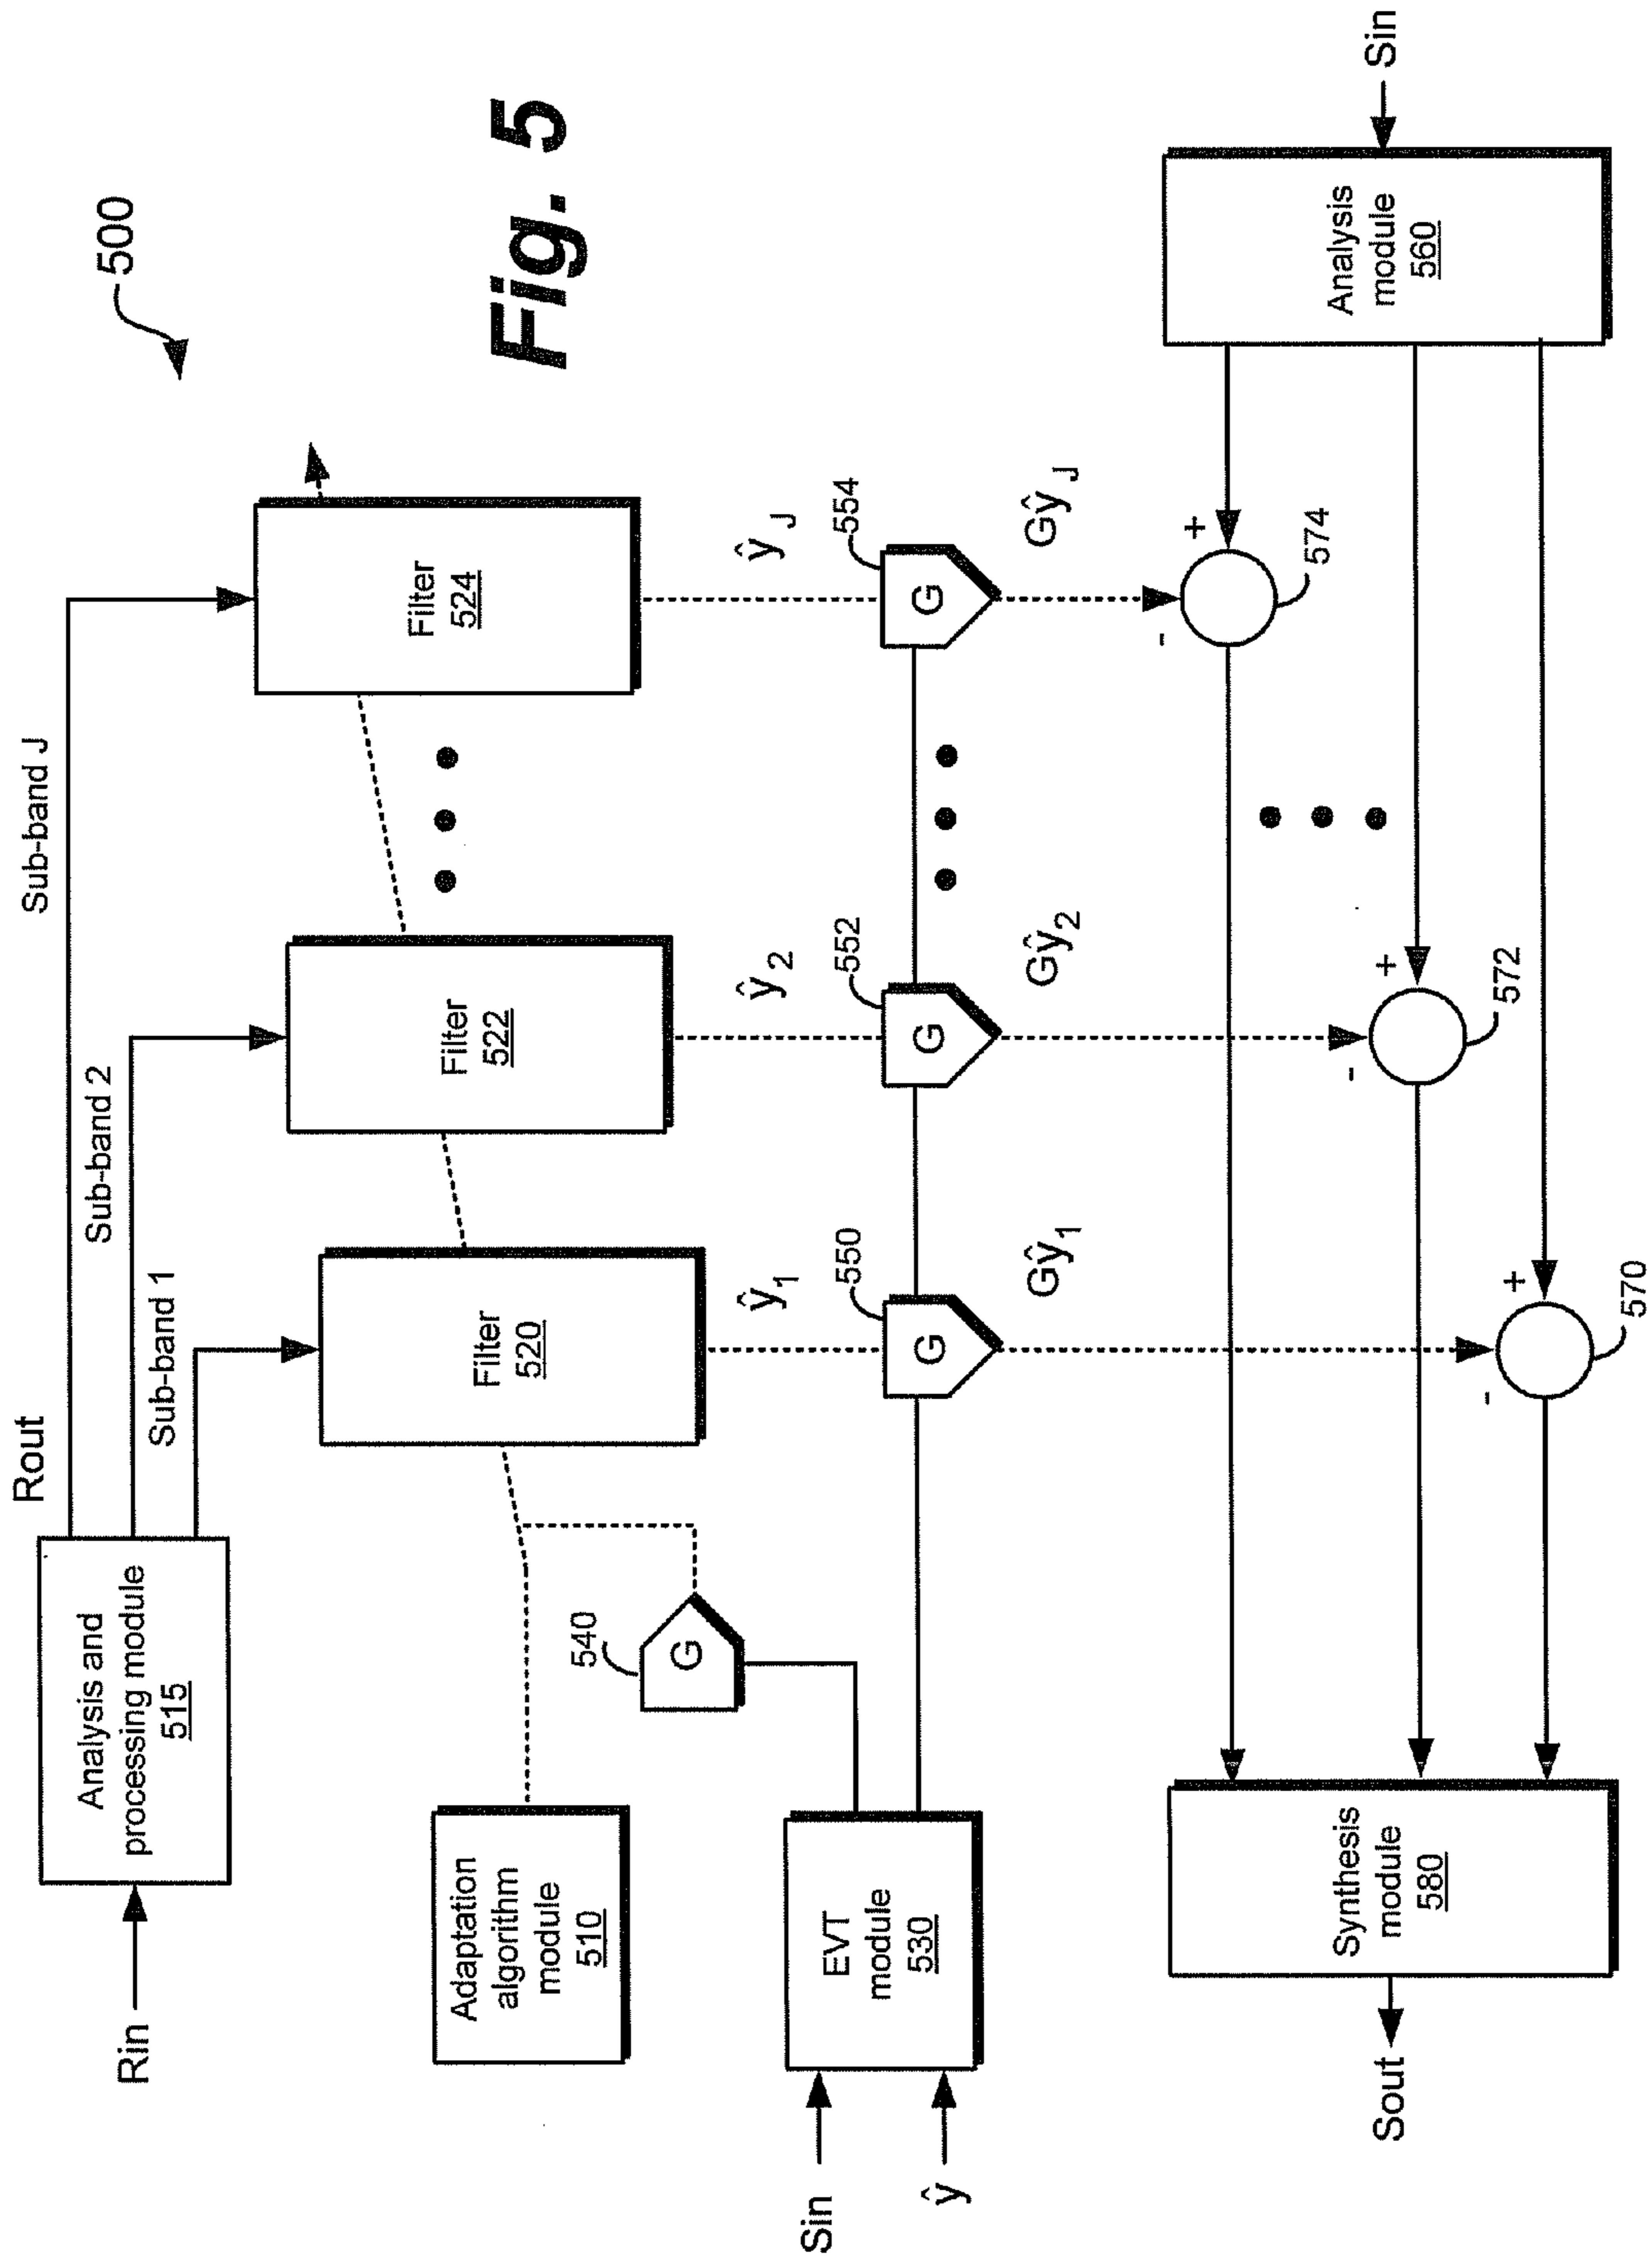 500
Fig. 5
Rout
Sub-band J
Sub-band 2
Sub-band 1
Rin
Analysis and
processing module
515
Filter
520
Filter
522
Filter
524
Adaptation
algorithm
module
510
540
G
ŷ1
ŷ2
ŷJ
Sin
ŷ
EVT
module
530
550
G
552
G
554
G
Gŷ1
Gŷ2
GŷJ
+
-
574
+
-
572
+
-
570
Sout
Synthesis
module
580
Analysis
module
560
Sin